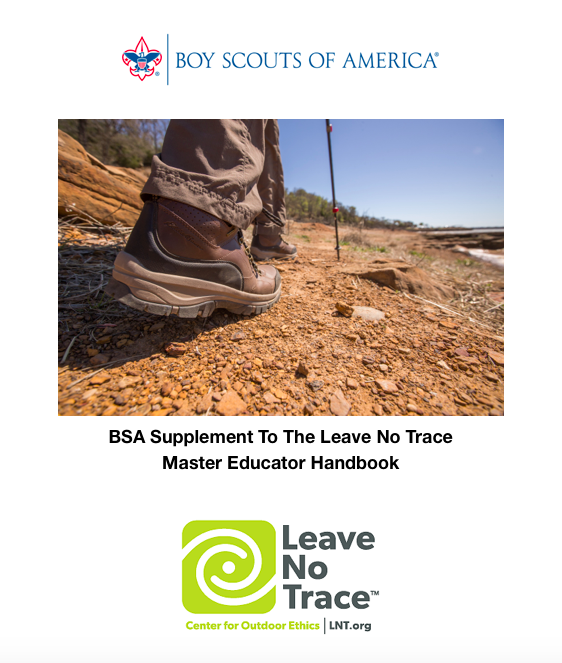 BOY SCOUTS OF AMERICA®
BSA Supplement To The Leave No Trace
Master Educator Handbook
Leave
No
Trace™
Center for Outdoor Ethics | LNT.org